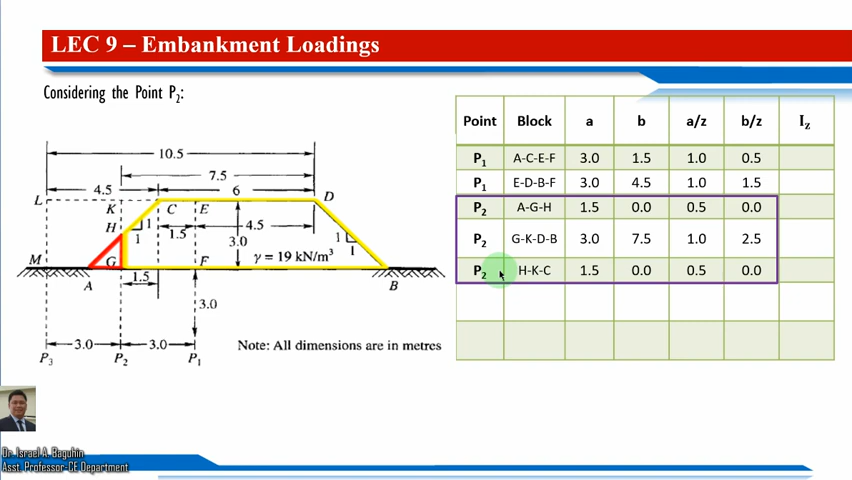 LEC 9 – Embankment Loadings
Considering the Point P2:
10.5
7.5
4.5
6
L
K
C
E
D
H
1
1
1.5
4.5
3.0
1
1
γ = 19 kN/m³
M
G
F
A
B
1.5
3.0
3.0
3.0
P3
P2
P1
Note: All dimensions are in metres
Point Block a b a/z b/z Iz
P1 A-C-E-F 3.0 1.5 1.0 0.5
P1 E-D-B-F 3.0 4.5 1.0 1.5
P2 A-G-H 1.5 0.0 0.5 0.0
P2 G-K-D-B 3.0 7.5 1.0 2.5
P2 H-K-C 1.5 0.0 0.5 0.0
Dr. Israel A. Baguhin
Asst. Professor-CE Department